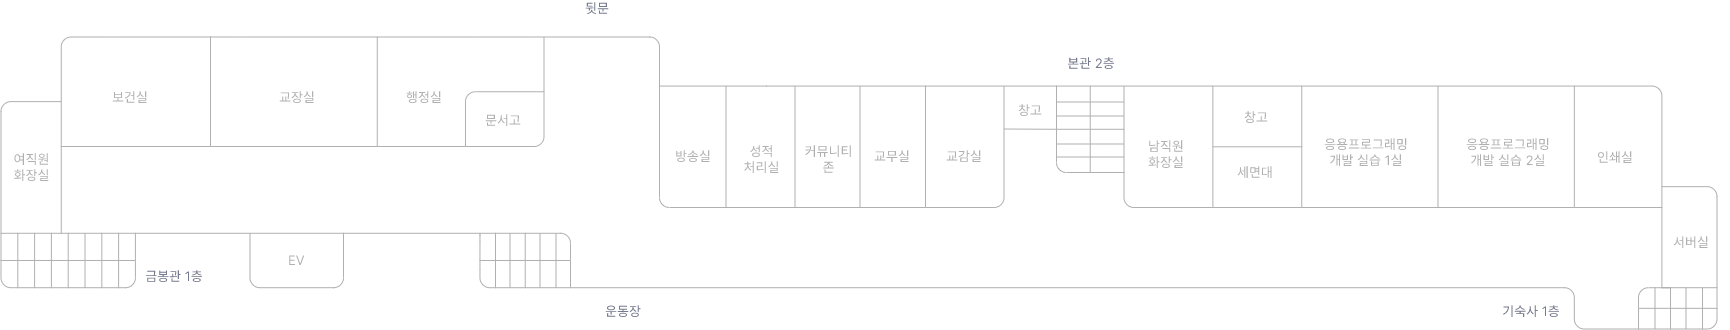 뒷문
본관 2층
보건실
교장실
행정실
문서고
여직원
화장실
방송실
성적
처리실
커뮤니티
존
교무실
교감실
창고
남직원
화장실
창고
세면대
응용프로그래밍
개발 실습 1실
응용프로그래밍
개발 실습 2실
인쇄실
서버실
EV
금봉관 1층
운동장
기숙사 1층